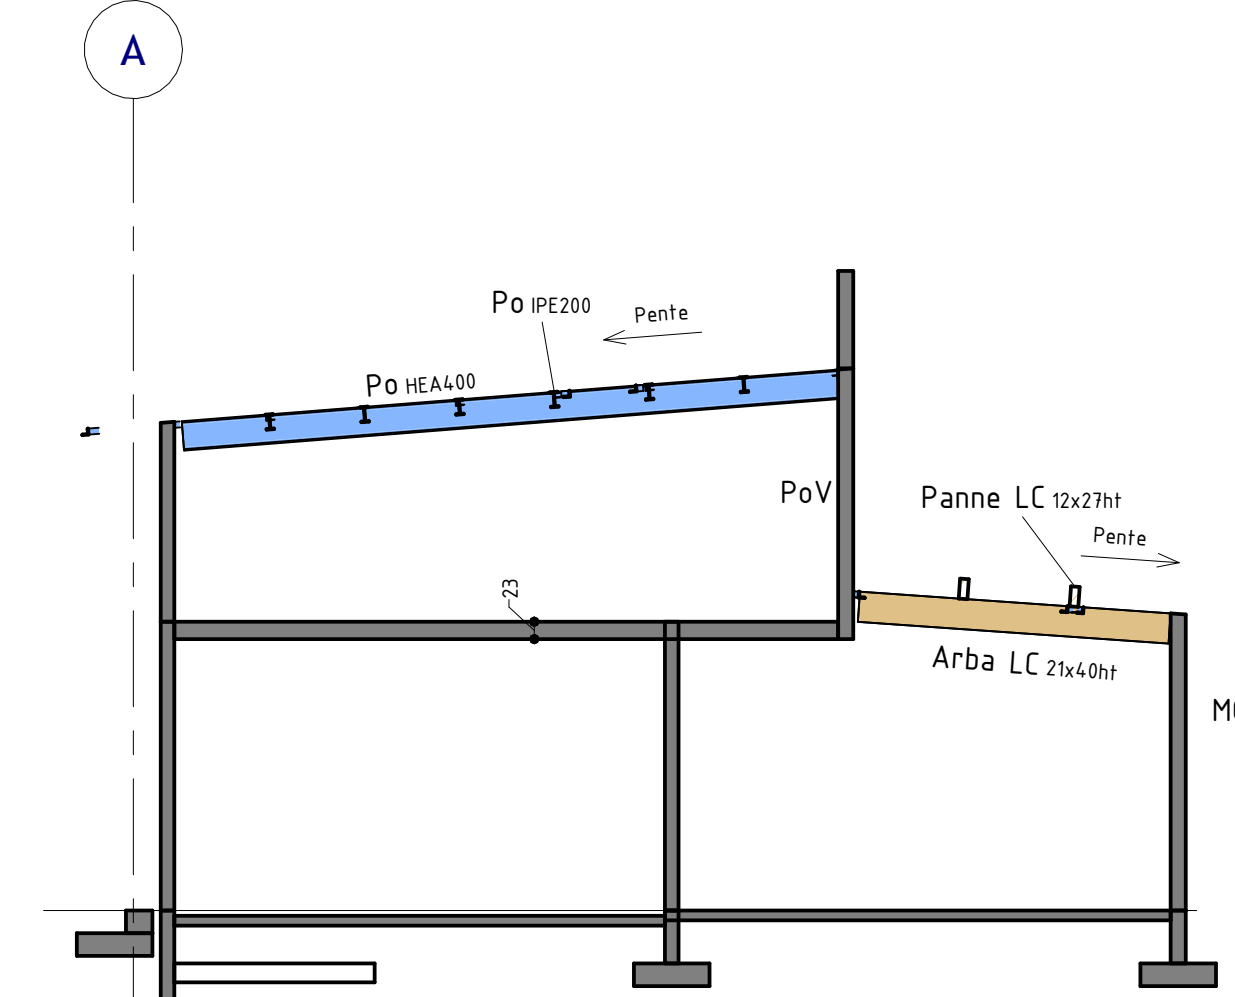 A
Po IPE200
Pente
Po HEA400
PoV
Panne LC 12x27ht
Pente
23
Arba LC 21x40ht